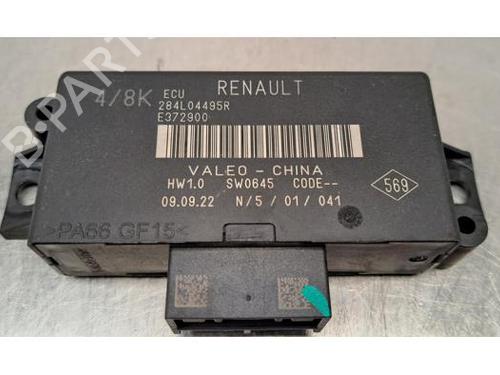 B-PARTS
4/8K ECU RENAULT
284L04495R
E372900
VALEO - CHINA
HW1.0 SW0645 CODE--
569
09.09.22 N/5 /01 /041
>PA66 GF15<